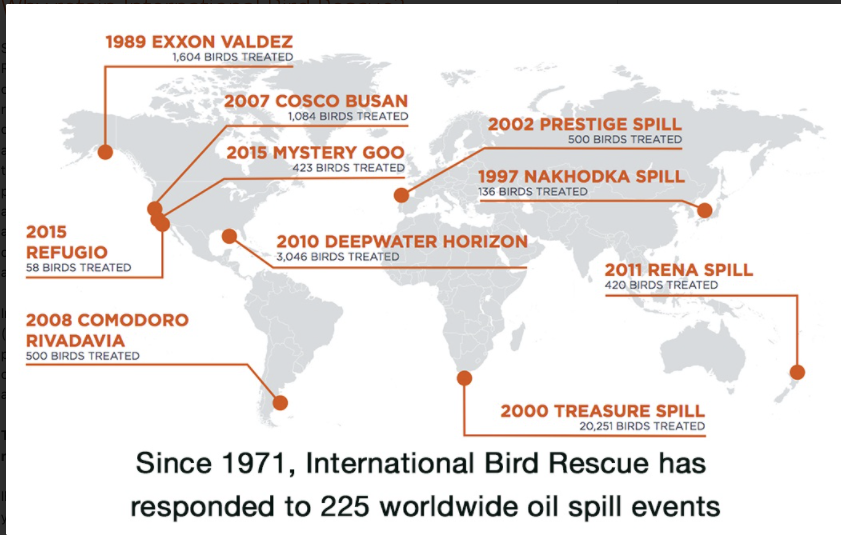 1989 EXXON VALDEZ
1,604 BIRDS TREATED
2007 COSCO BUSAN
1,084 BIRDS TREATED
2015 MYSTERY GOO
423 BIRDS TREATED
2002 PRESTIGE SPILL
500 BIRDS TREATED
1997 NAKHODKA SPILL
136 BIRDS TREATED
2015
REFUGIO
58 BIRDS TREATED
2010 DEEPWATER HORIZON
3,046 BIRDS TREATED
2011 RENA SPILL
420 BIRDS TREATED
2008 COMODORO
RIVADAVIA
500 BIRDS TREATED
2000 TREASURE SPILL
20,251 BIRDS TREATED
Since 1971, International Bird Rescue has
responded to 225 worldwide oil spill events